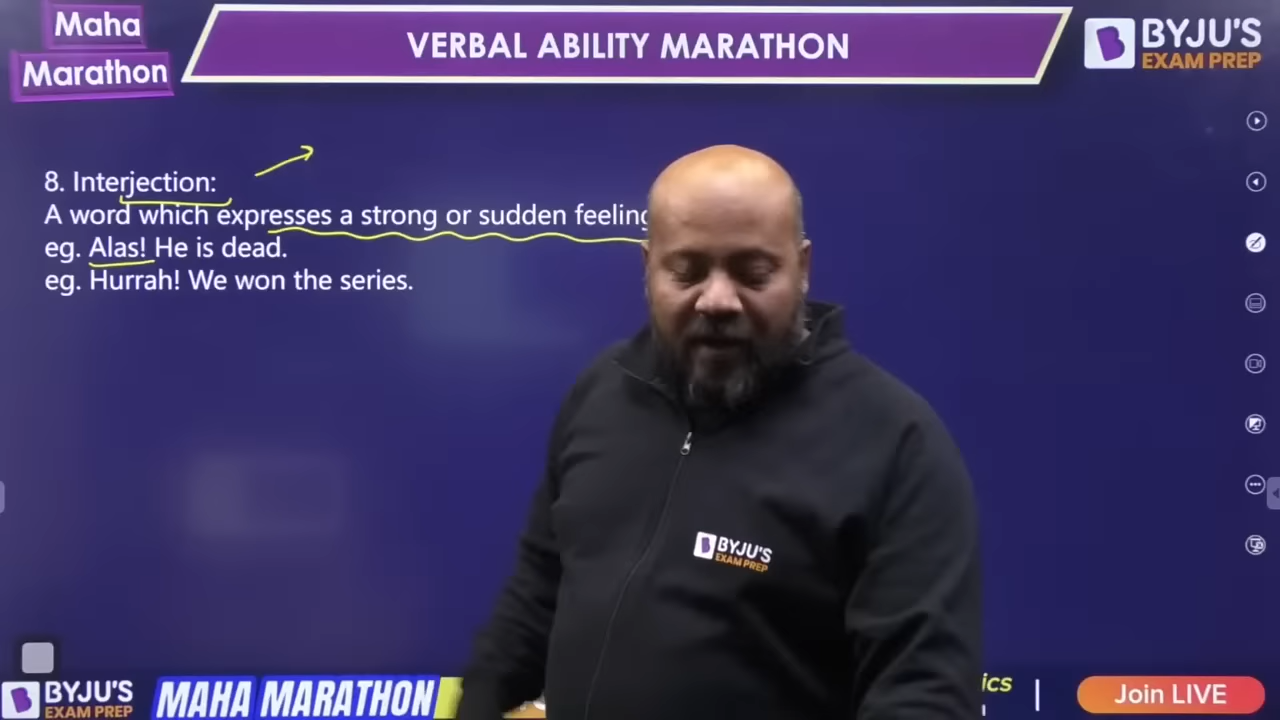 Maha
Marathon
VERBAL ABILITY MARATHON
BYJU'S
EXAM PREP
8. Interjection:
A word which expresses a strong or sudden feeling
eg. Alas! He is dead.
eg. Hurrah! We won the series.
BYJU'S
EXAM PREP
BYJU'S
EXAM PREP
MAHA MARATHON
Join LIVE